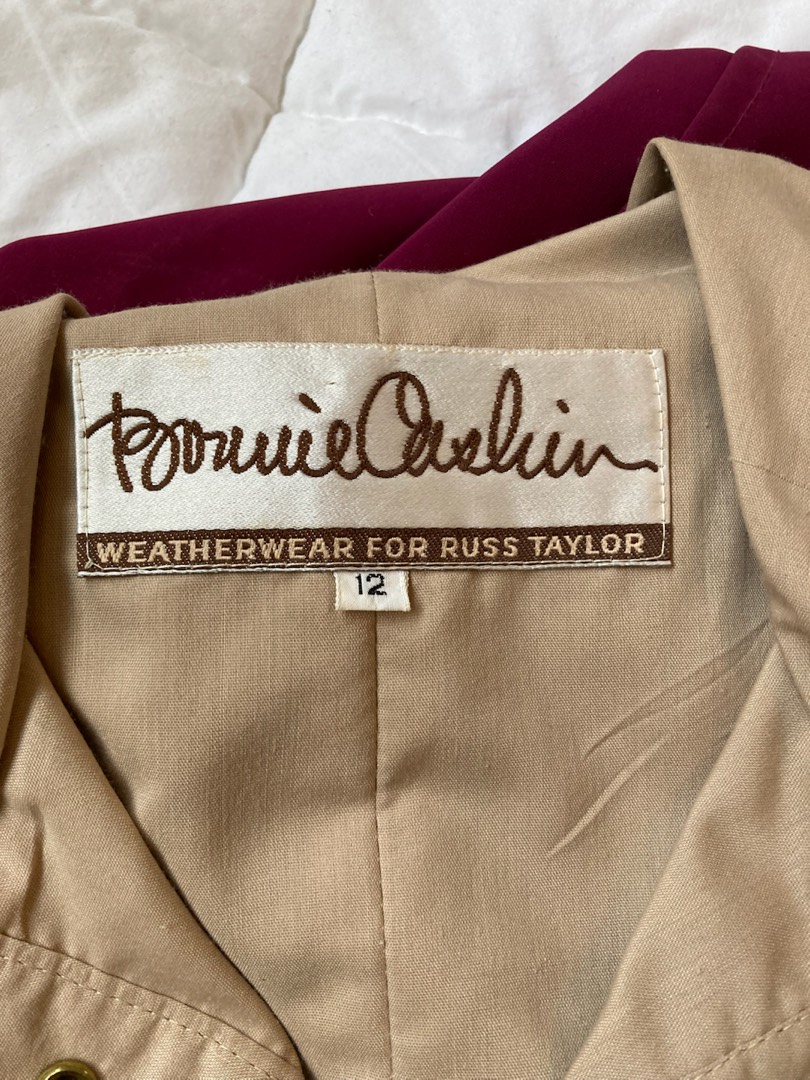 Bonnie Cashin
WEATHERWEAR FOR RUSS TAYLOR
12